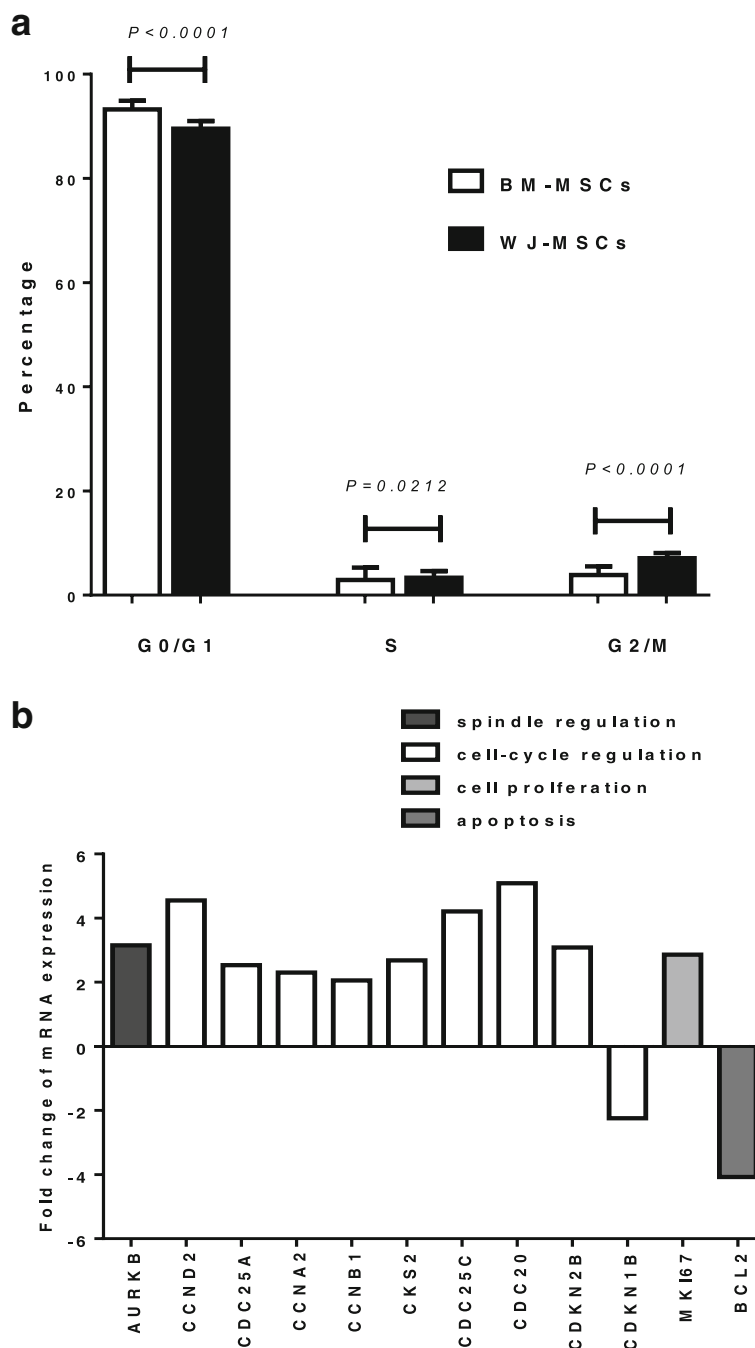 a
P<0.0001
100
80
60
40
20
0
Percentage
BM-MSCs
WJ-MSCs
P=0.0212
P<0.0001
G0/G1
S
G2/M
b
spindle regulation
cell-cycle regulation
cell proliferation
apoptosis
Fold change of mRNA expression
6
4
2
0
-2
-4
-6
AURKB
CCND2
CDC25A
CCNA2
CCNB1
CKS2
CDC25C
CDC20
CDKN2B
CDKN1B
MKI67
BCL2